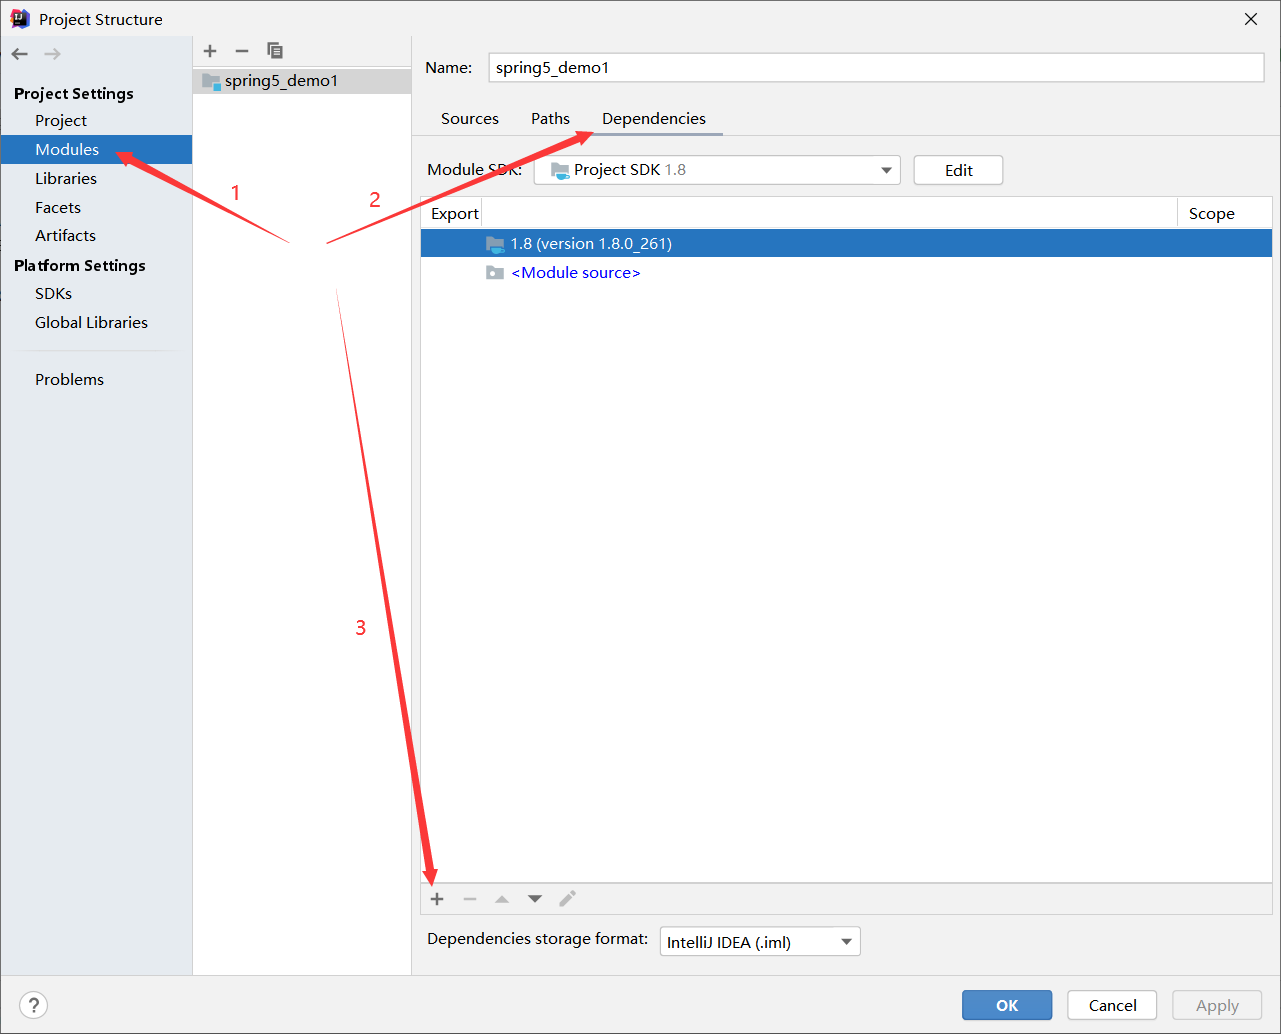 Project Structure
Project Settings
Project
Modules
Libraries
Facets
Artifacts
Platform Settings
SDKs
Global Libraries
Problems
spring5_demo1
Name: spring5_demo1
Sources Paths Dependencies
Module SDK: Project SDK 1.8 Edit
Export Scope
1.8 (version 1.8.0_261)
<Module source>
1
2
3
Dependencies storage format: IntelliJ IDEA (.iml)
? OK Cancel Apply